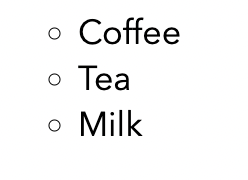 ○ Coffee
○ Tea
○ Milk